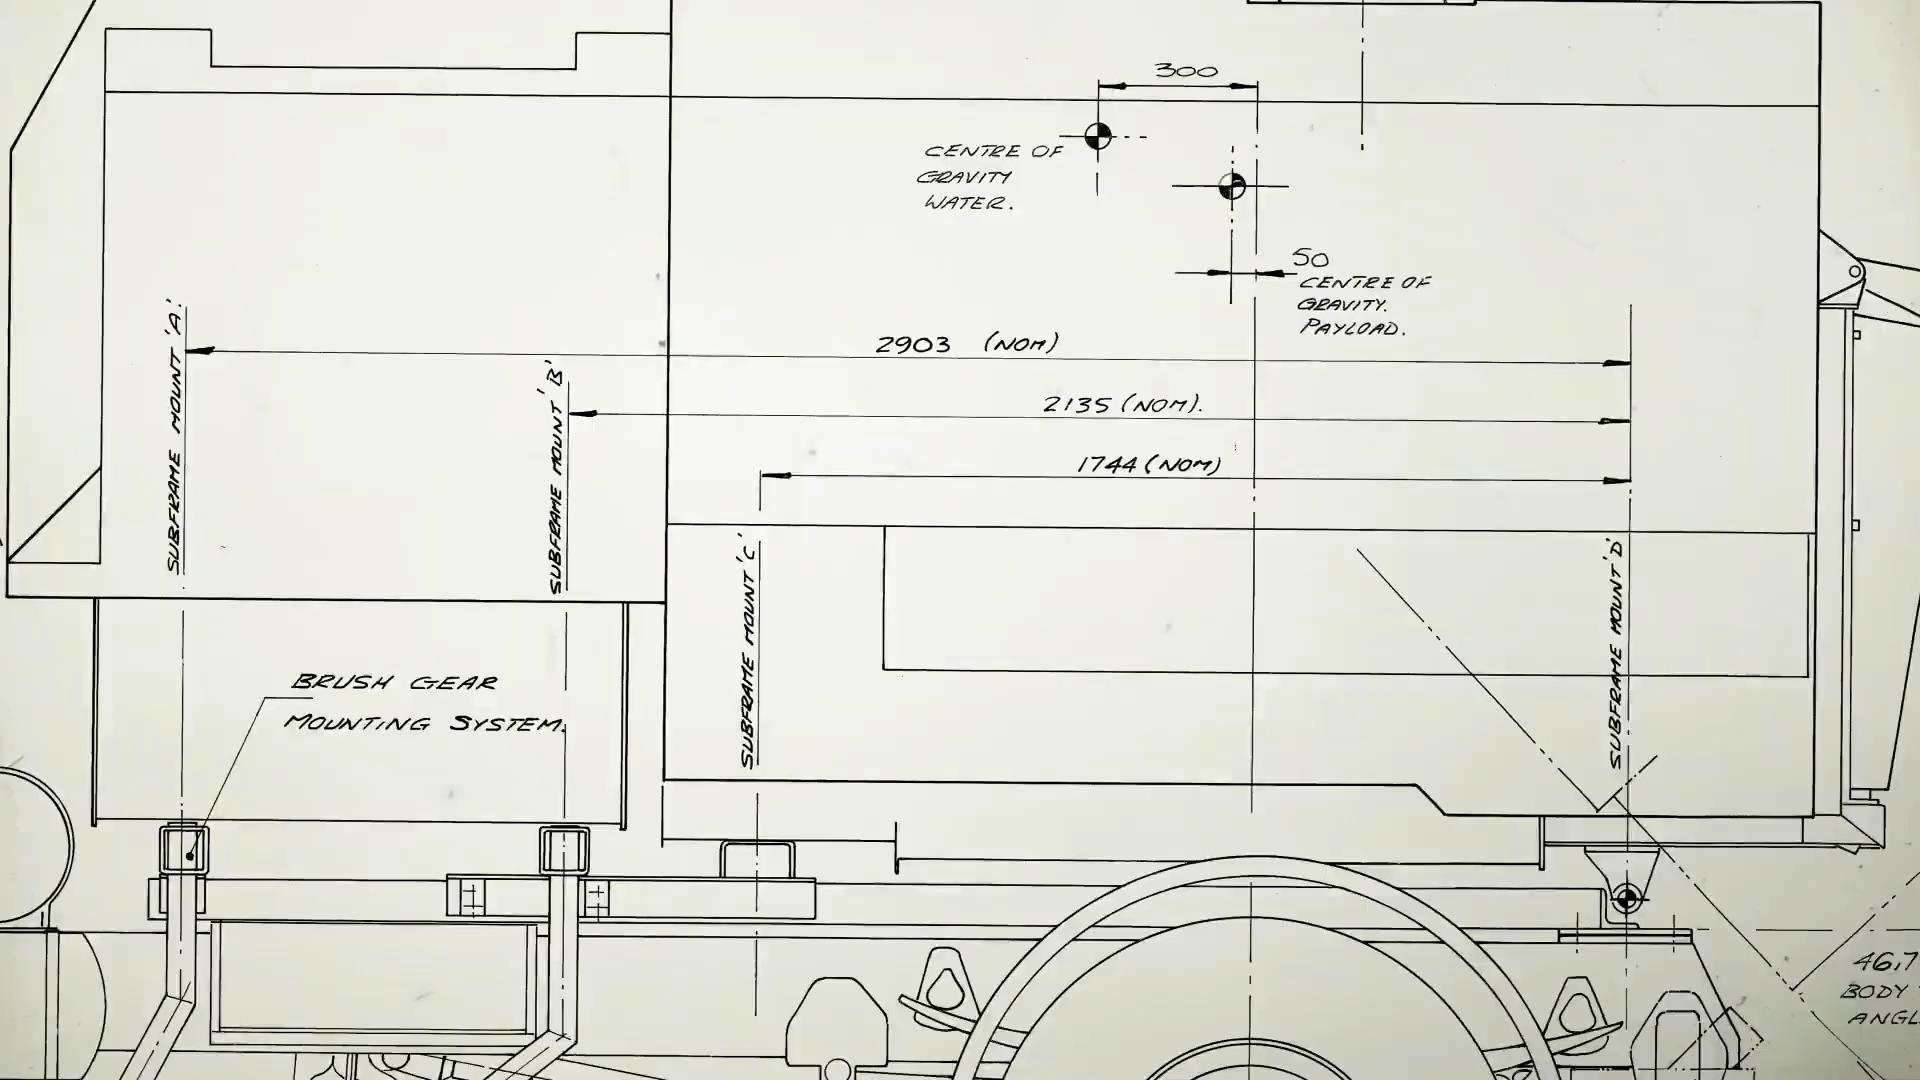 300
CENTRE OF
GRAVITY
WATER.
50
CENTRE OF
GRAVITY.
PAYLOAD.
2903 (NOM)
2135 (NOM).
1744 (NOM)
SUBFRAME MOUNT 'A'.
SUBFRAME MOUNT 'B'
SUBFRAME MOUNT 'C'
SUBFRAME MOUNT 'D'
BRUSH GEAR
MOUNTING SYSTEM.
46,7
BODY
ANGL